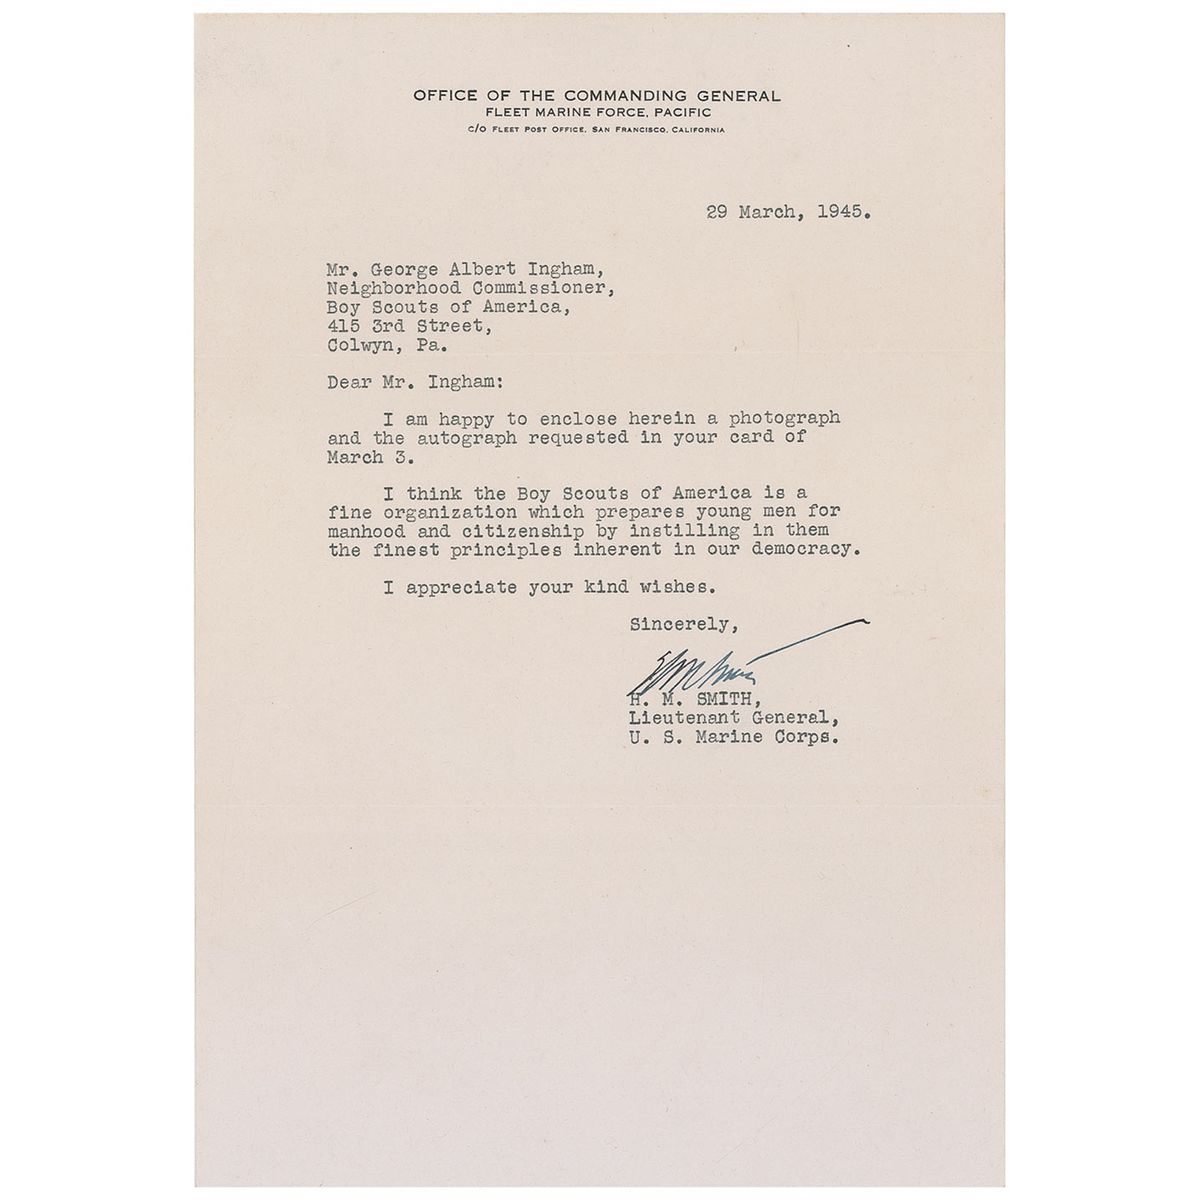 OFFICE OF THE COMMANDING GENERAL
FLEET MARINE FORCE, PACIFIC
C/O FLEET POST OFFICE, SAN FRANCISCO, CALIFORNIA
29 March, 1945.
Mr. George Albert Ingham,
Neighborhood Commissioner,
Boy Scouts of America,
415 3rd Street,
Colwyn, Pa.
Dear Mr. Ingham:
I am happy to enclose herein a photograph
and the autograph requested in your card of
March 3.
I think the Boy Scouts of America is a
fine organization which prepares young men for
manhood and citizenship by instilling in them
the finest principles inherent in our democracy.
I appreciate your kind wishes.
Sincerely,
HM Smith
H. M. SMITH,
Lieutenant General,
U. S. Marine Corps.